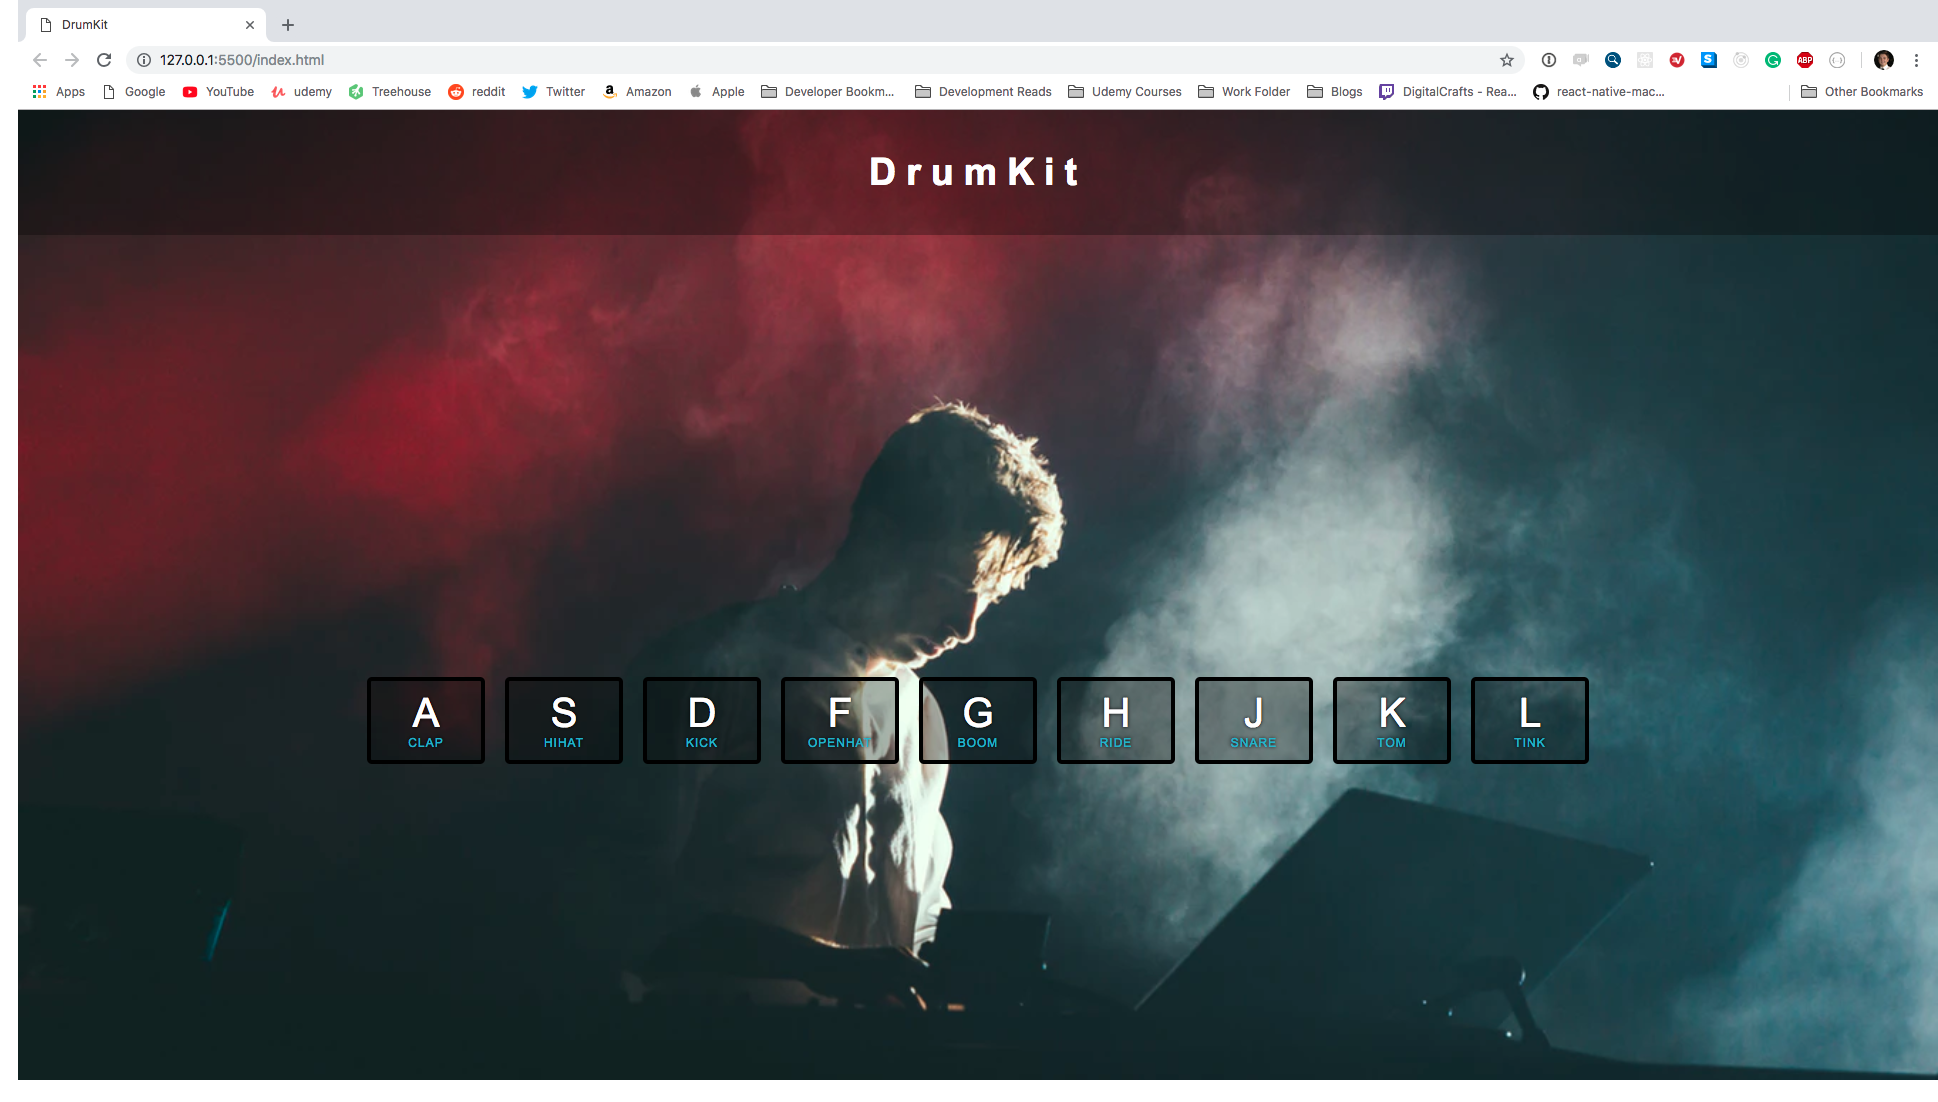 DrumKit
127.0.0.1:5500/index.html
Apps Google YouTube udemy Treehouse reddit Twitter Amazon Apple Developer Bookm... Development Reads Udemy Courses Work Folder Blogs DigitalCrafts - Rea... react-native-mac... Other Bookmarks
DrumKit
A S D F G H J K L
CLAP HIHAT KICK OPENHAT BOOM RIDE SNARE TOM TINK